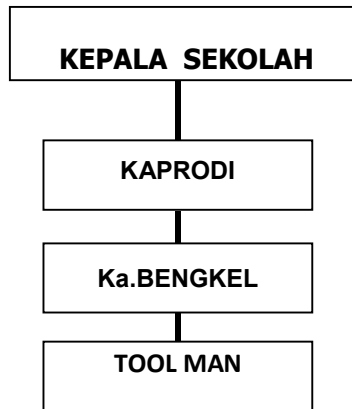 KEPALA SEKOLAH
KAPRODI
Ka.BENGKEL
TOOL MAN